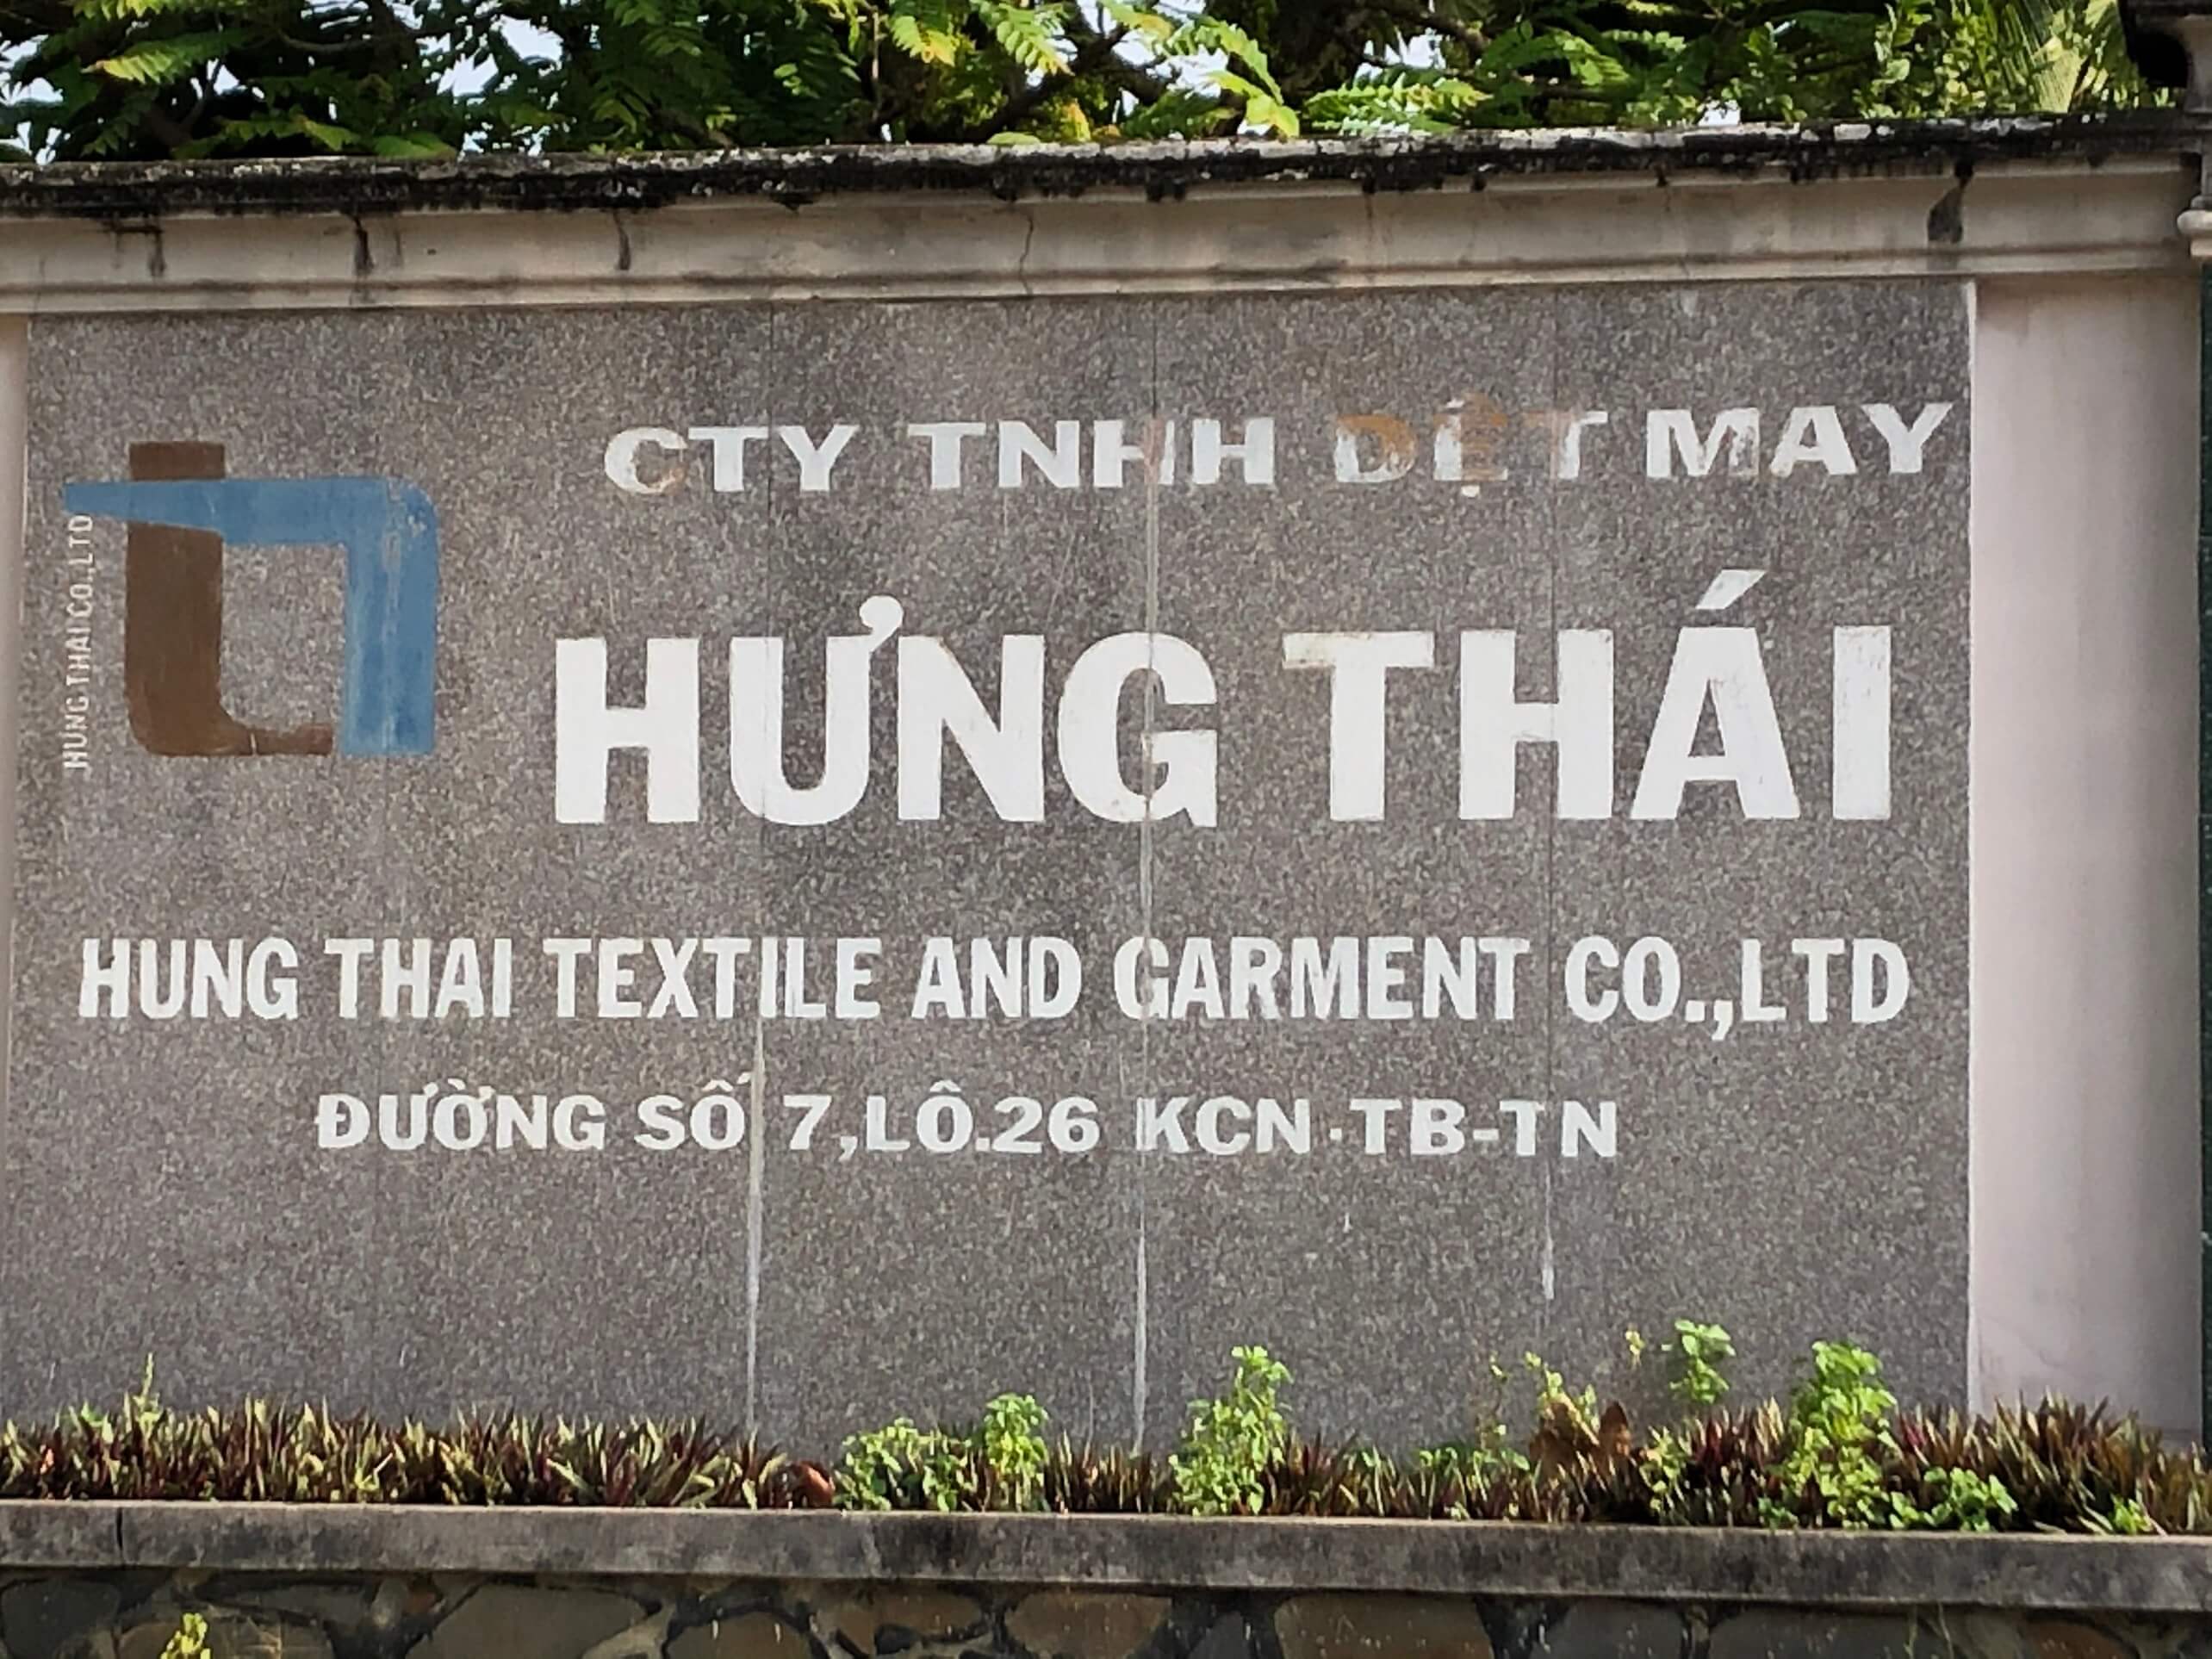 CTY TNHH DỆT MAY
HUNG THAI CO.,LTD
HƯNG THÁI
HUNG THAI TEXTILE AND GARMENT CO.,LTD
ĐƯỜNG SỐ 7,LÔ.26 KCN.TB-TN